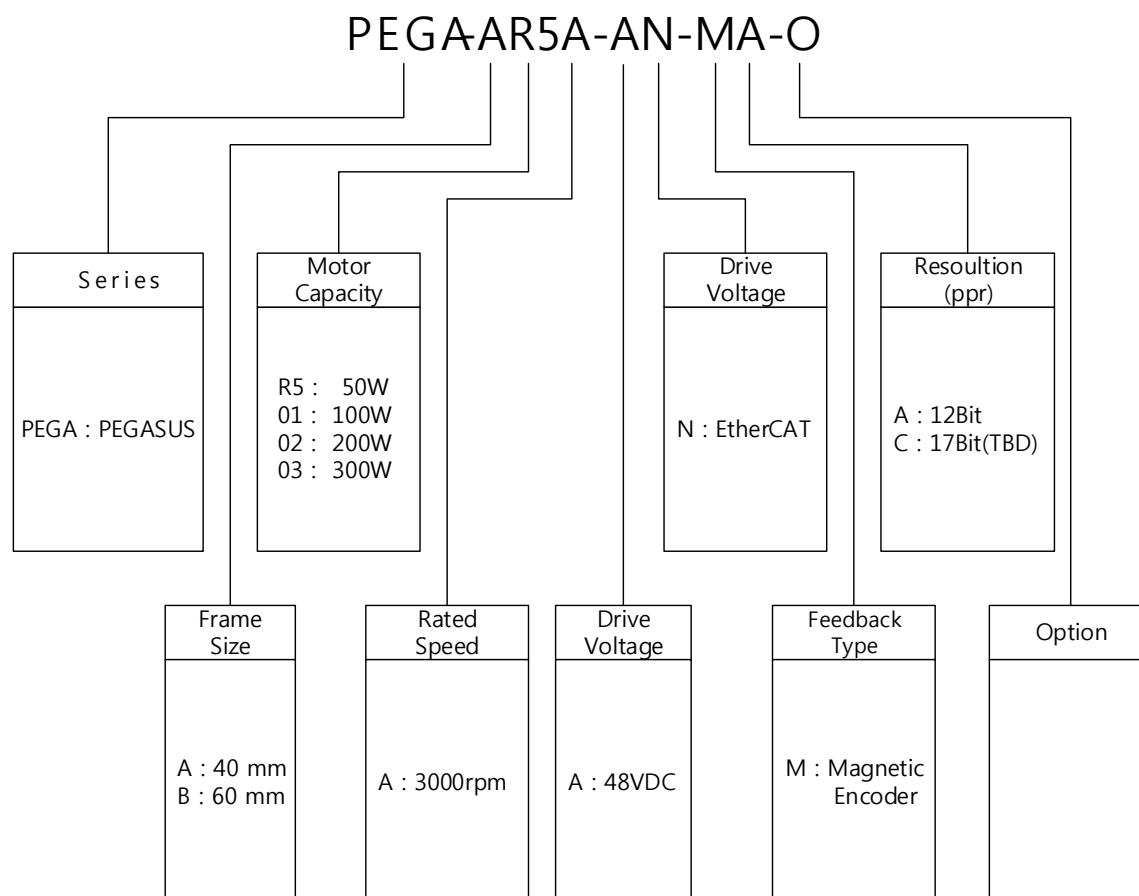 PEGA-AR5A-AN-MA-O
Series
PEGA : PEGASUS
Motor
Capacity
R5 : 50W
01 : 100W
02 : 200W
03 : 300W
Drive
Voltage
N : EtherCAT
Resoultion
(ppr)
A : 12Bit
C : 17Bit(TBD)
Frame
Size
A : 40 mm
B : 60 mm
Rated
Speed
A : 3000rpm
Drive
Voltage
A : 48VDC
Feedback
Type
M : Magnetic
Encoder
Option